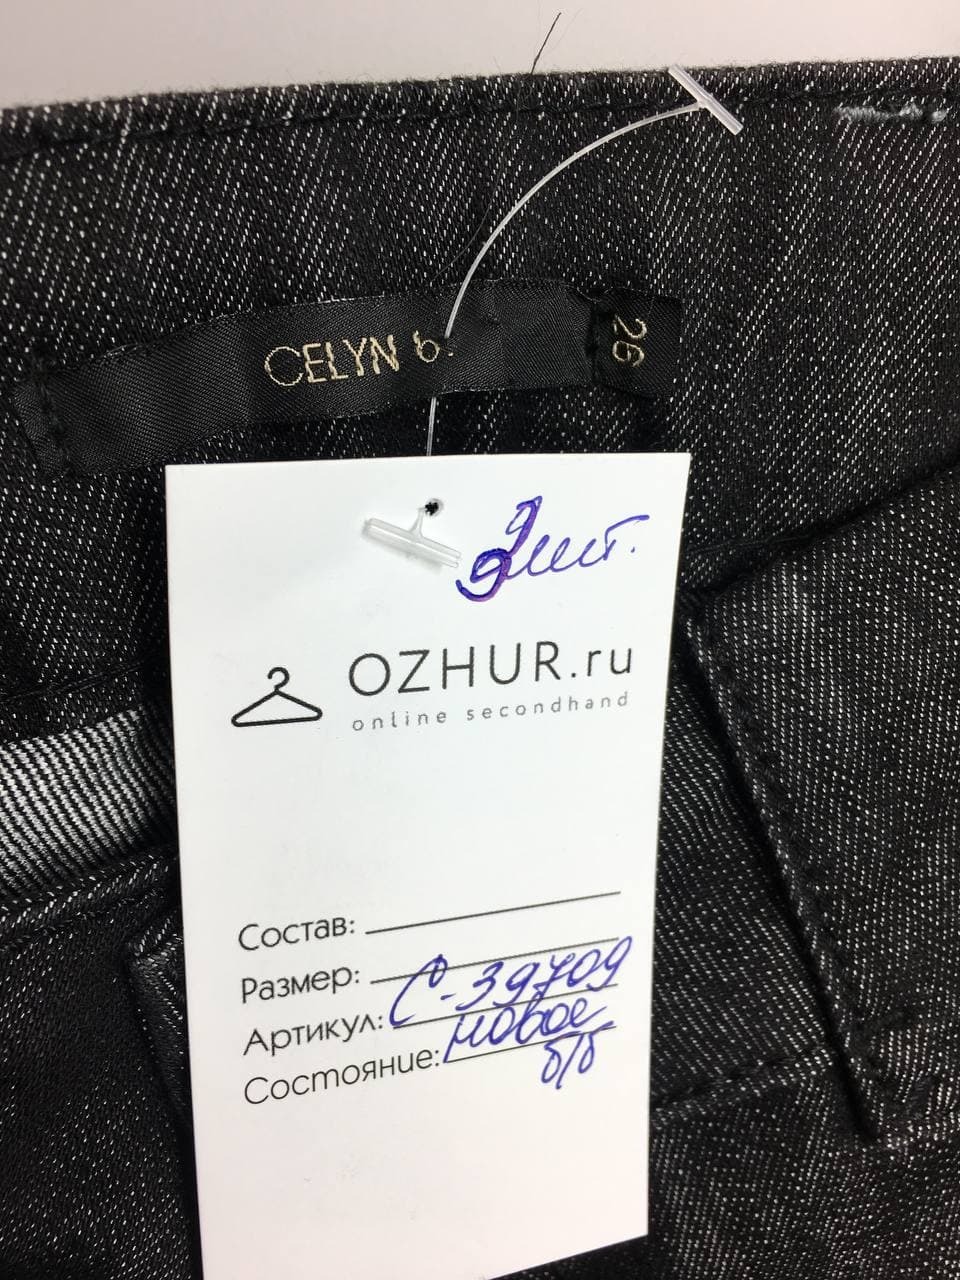 CELYN b.
26
OZHUR.ru
online secondhand
Состав:
Размер:
Артикул: С-39709
Состояние: новое
б/б